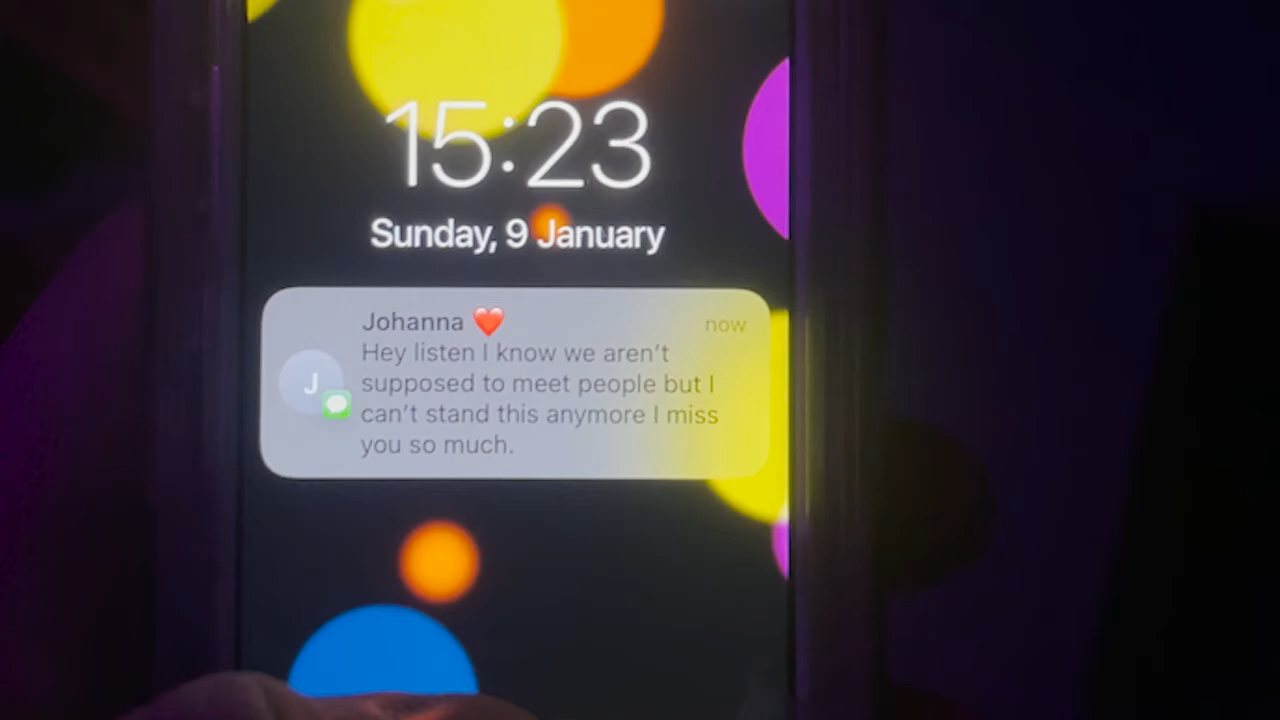 15:23
Sunday, 9 January
Johanna ❤️
now
Hey listen I know we aren’t
supposed to meet people but I
can’t stand this anymore I miss
you so much.
J